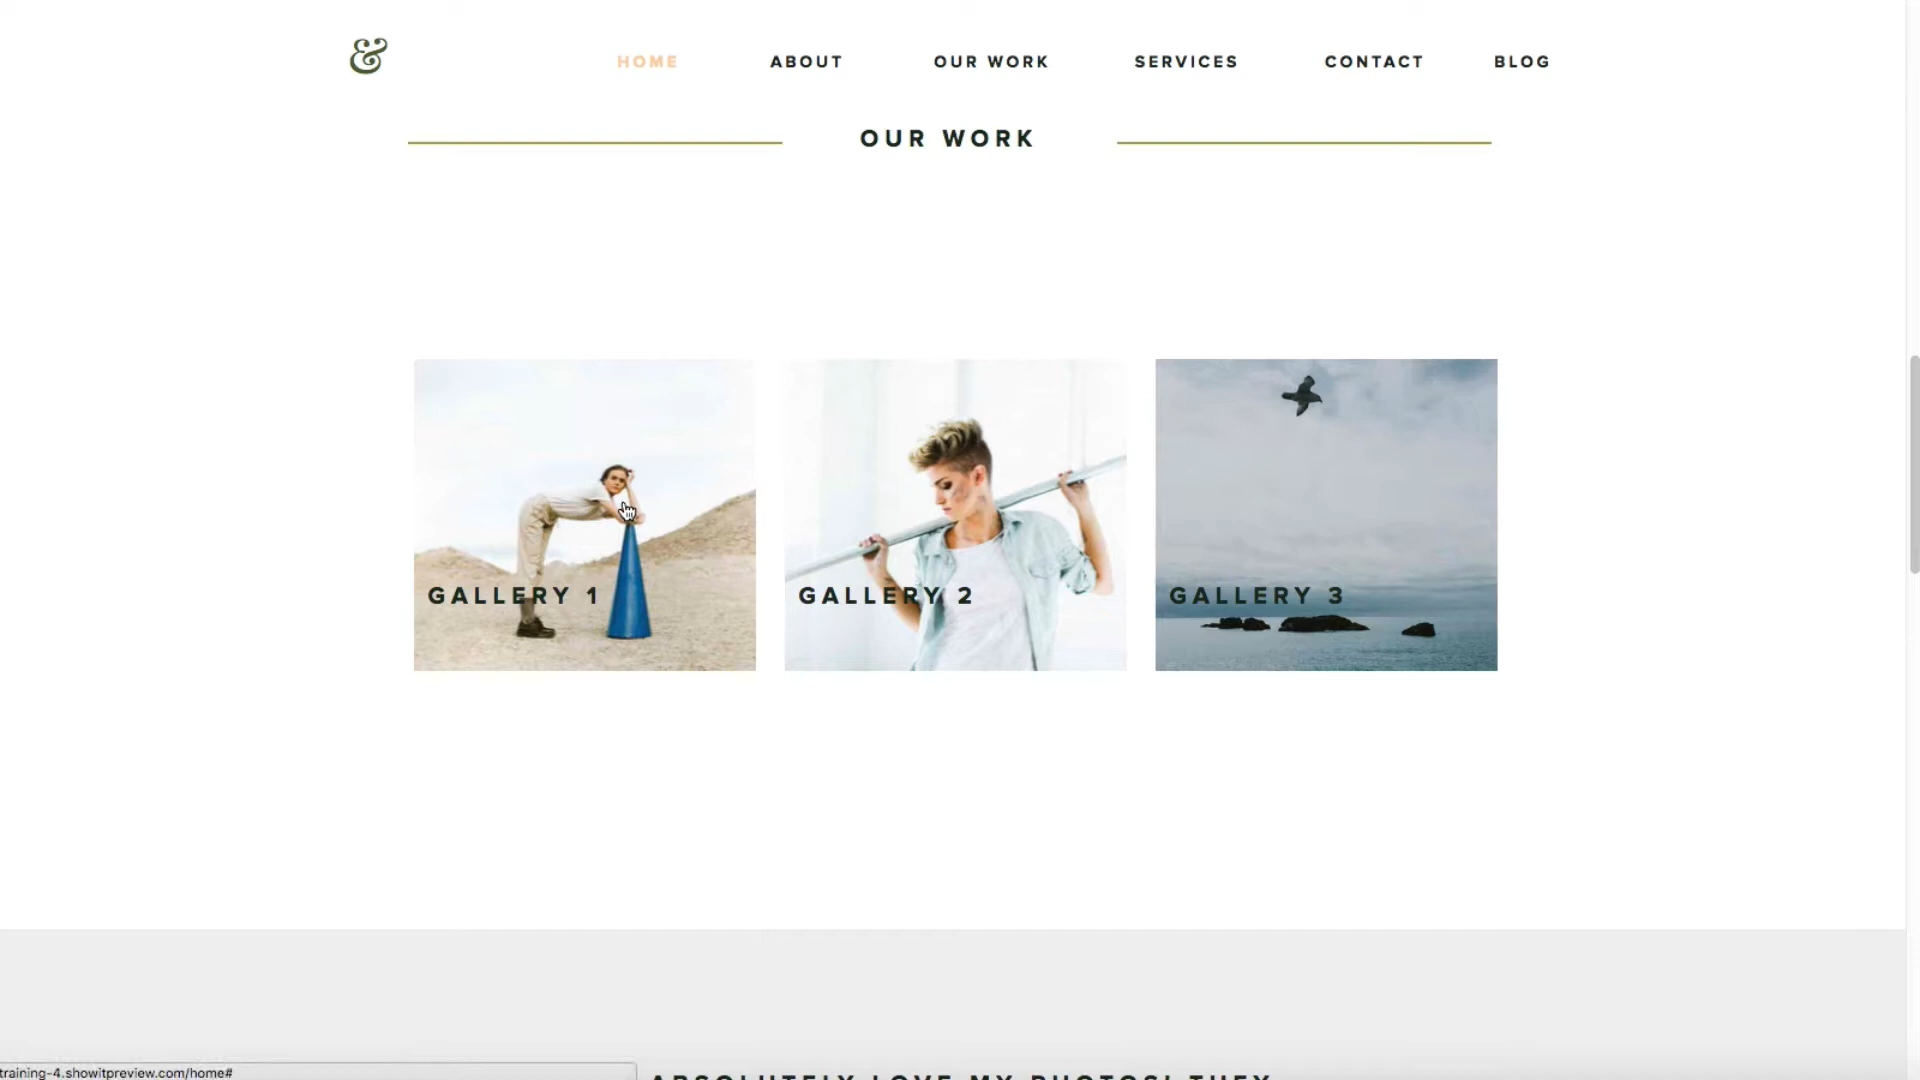 &
HOME ABOUT OUR WORK SERVICES CONTACT BLOG
OUR WORK
GALLERY 1 GALLERY 2 GALLERY 3
ABSOLUTELY LOVE MY PHOTOS! THEY
training-4.showitpreview.com/home#